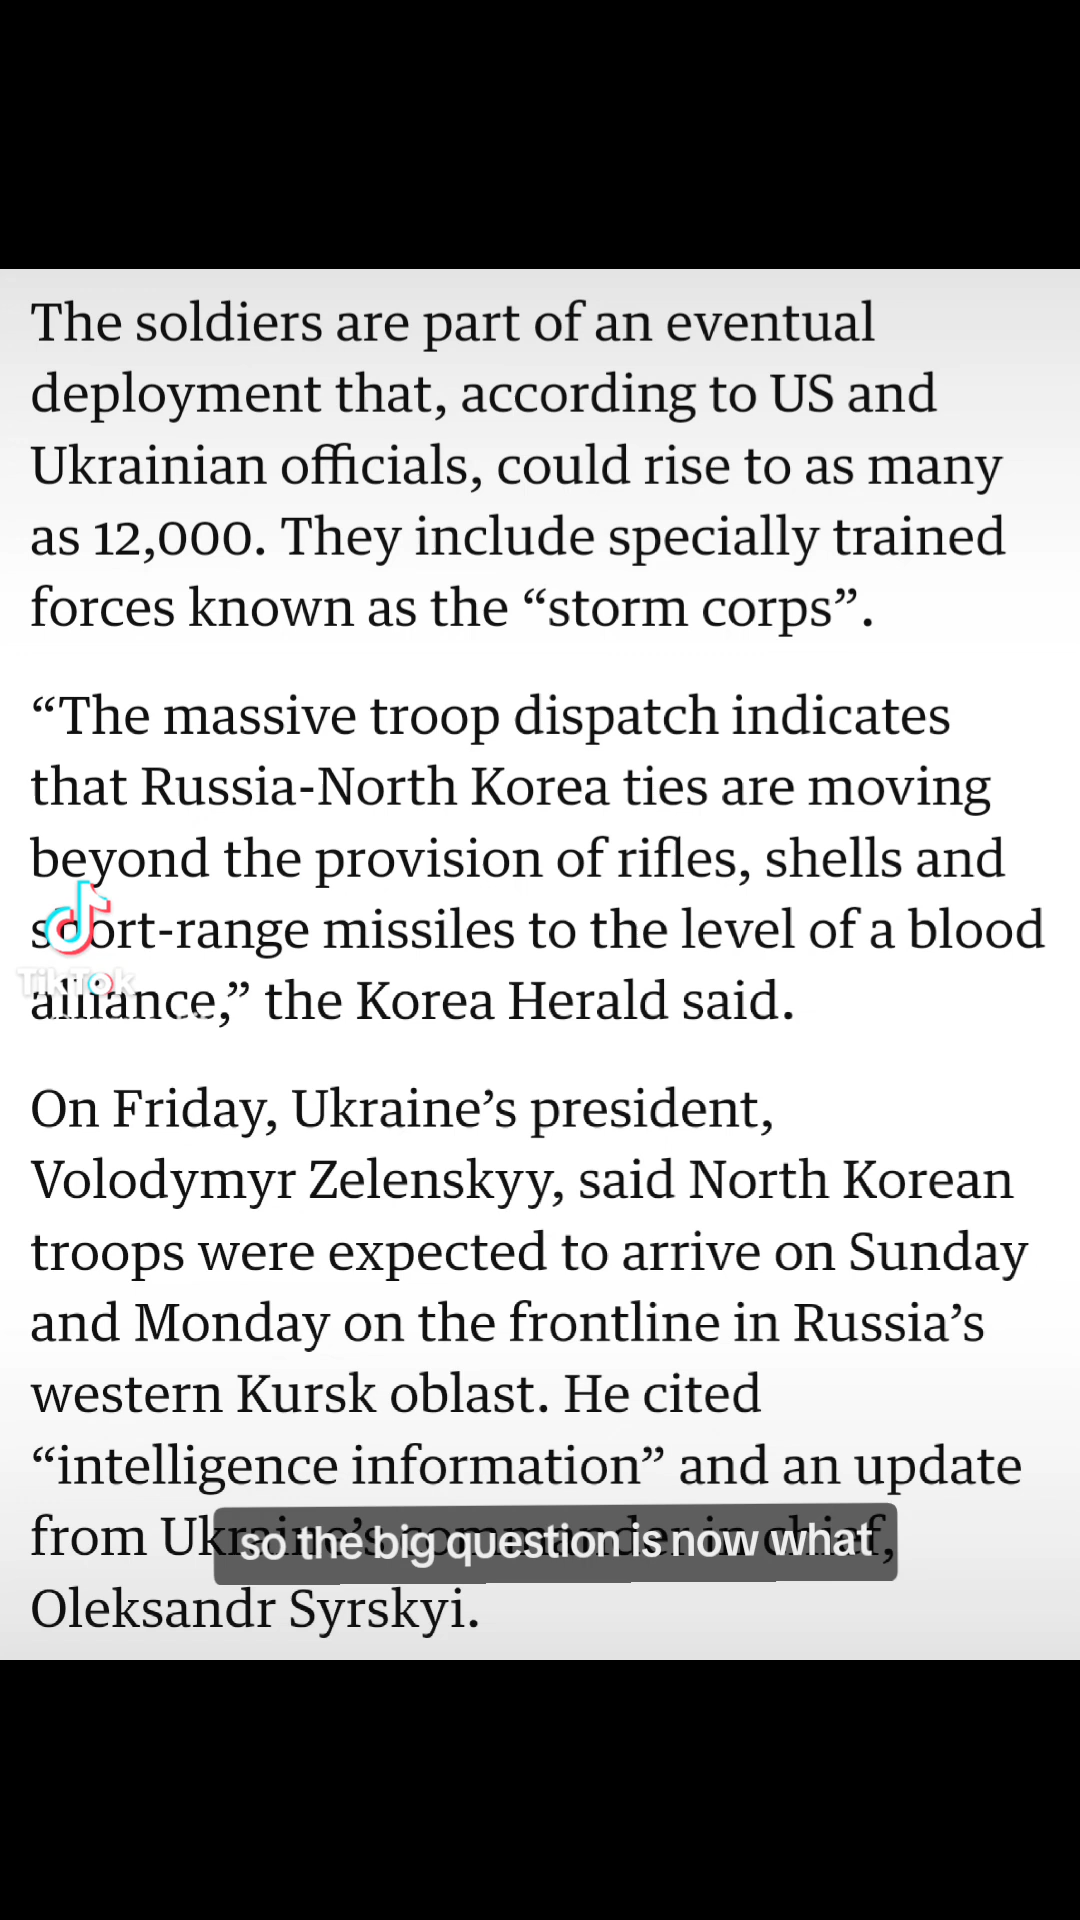 The soldiers are part of an eventual
deployment that, according to US and
Ukrainian officials, could rise to as many
as 12,000. They include specially trained
forces known as the “storm corps”.
“The massive troop dispatch indicates
that Russia-North Korea ties are moving
beyond the provision of rifles, shells and
short-range missiles to the level of a blood
TikTok
alliance,” the Korea Herald said.
On Friday, Ukraine’s president,
Volodymyr Zelenskyy, said North Korean
troops were expected to arrive on Sunday
and Monday on the frontline in Russia’s
western Kursk oblast. He cited
“intelligence information” and an update
from Ukraine’s commander in chief,
so the big question is now what
Oleksandr Syrskyi.